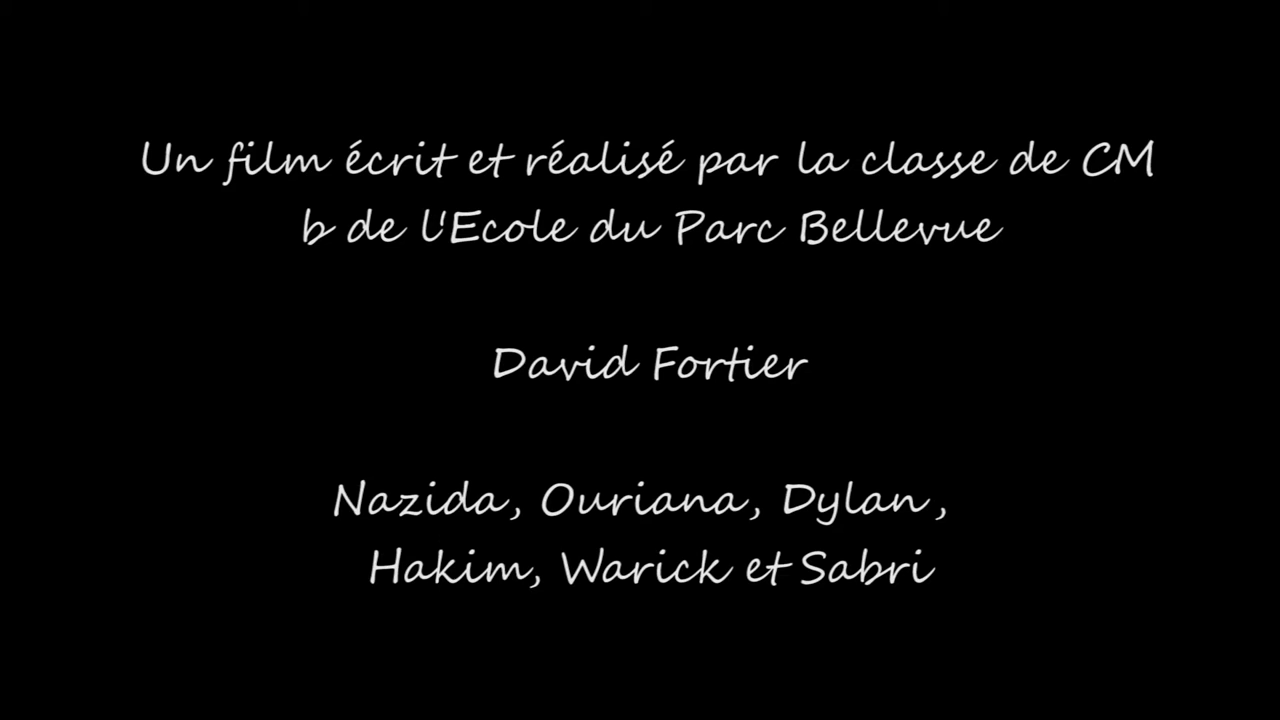 Un film écrit et réalisé par la classe de CM
b de l'Ecole du Parc Bellevue
David Fortier
Nazida, Ouriana, Dylan,
Hakim, Warick et Sabri